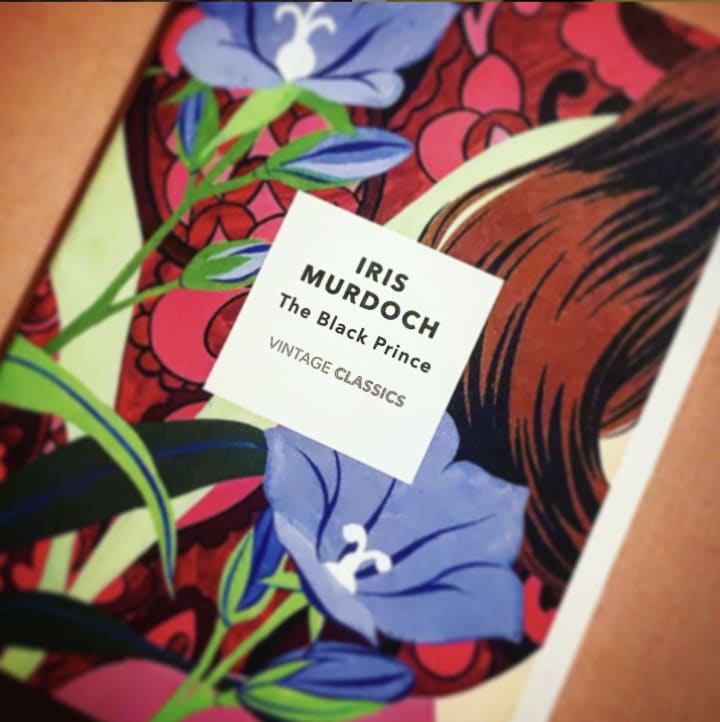 IRIS
MURDOCH
The Black Prince
VINTAGE CLASSICS